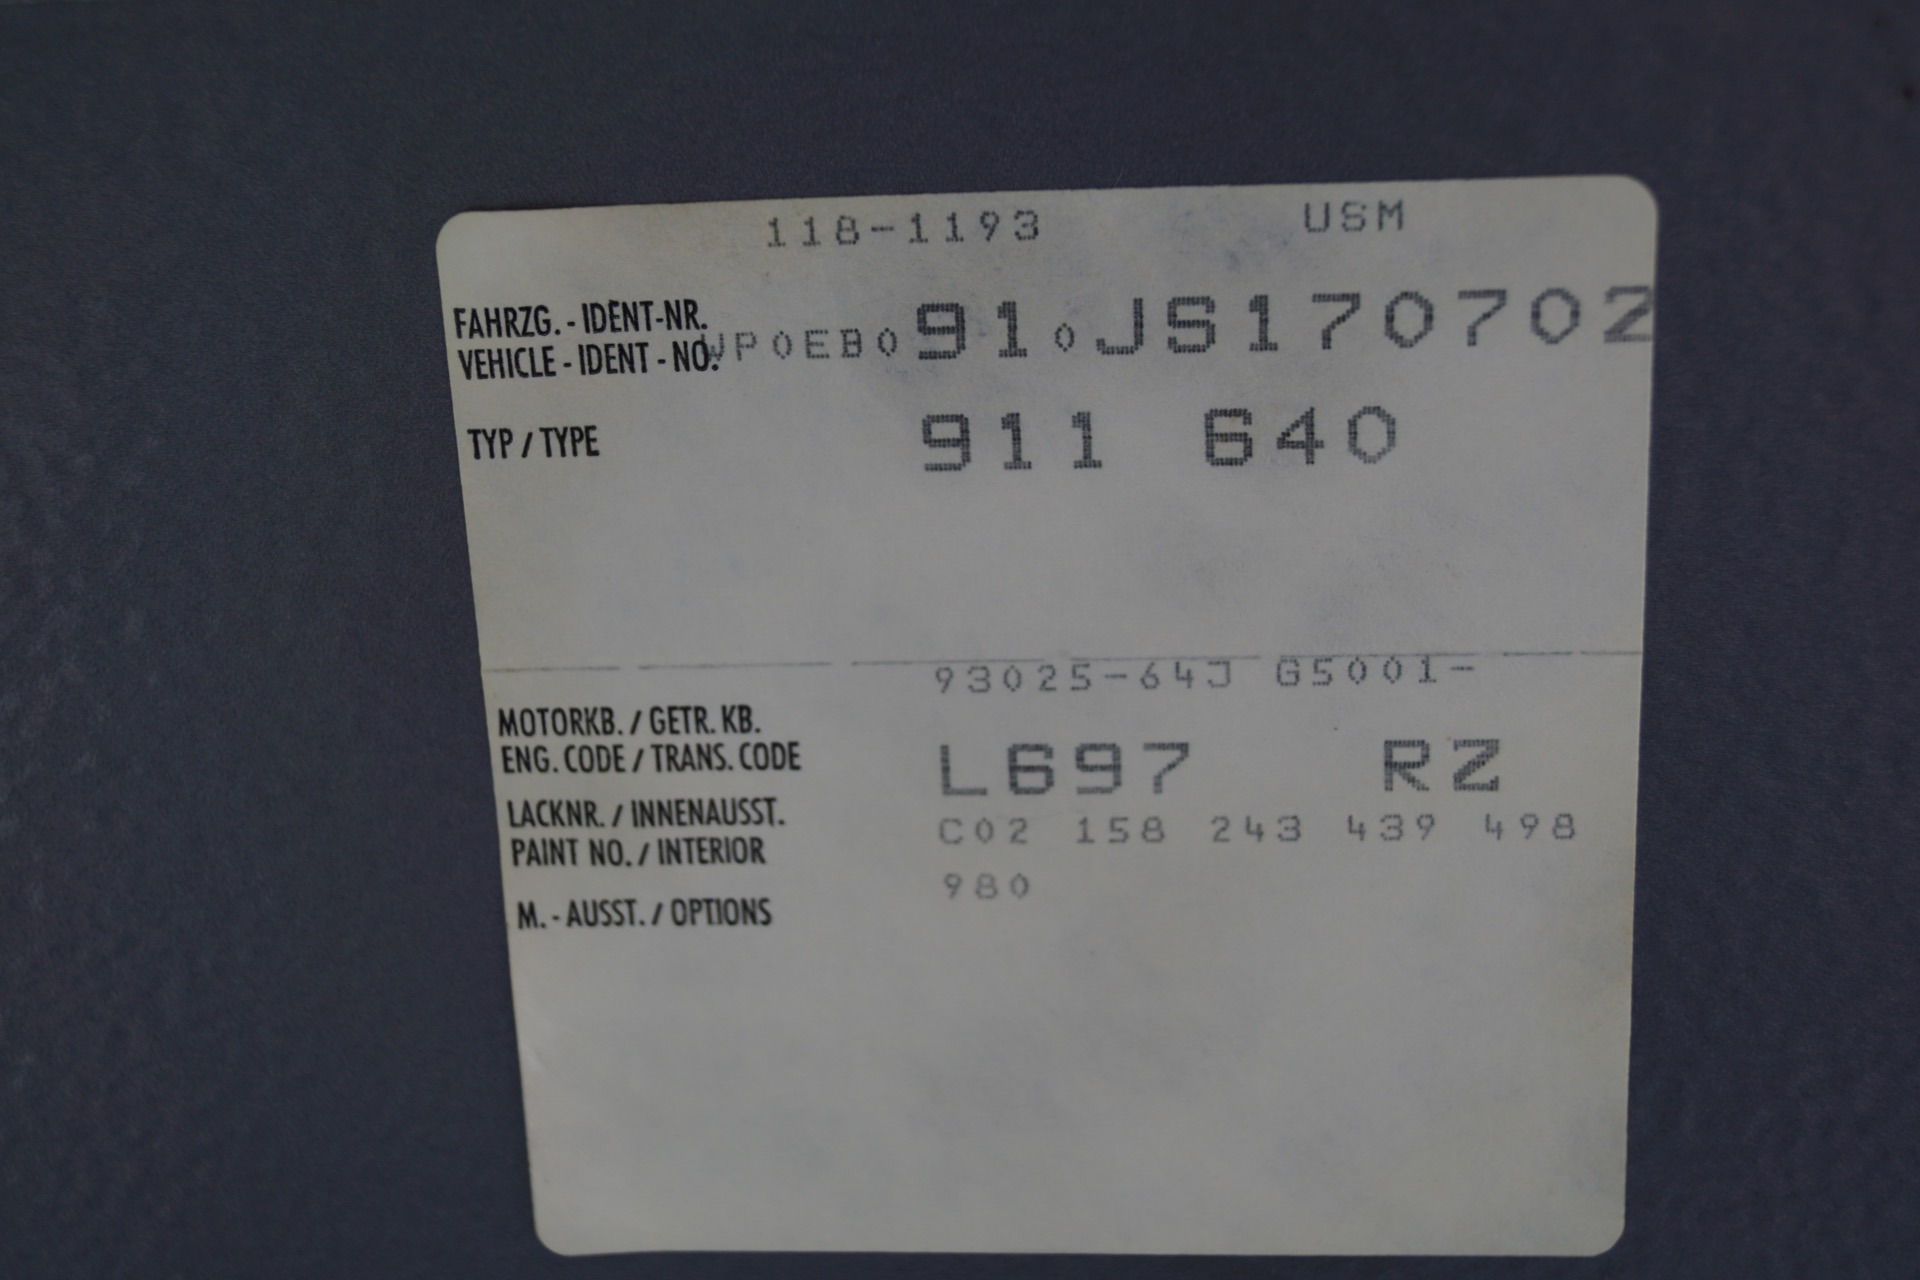 118-1193 USM
FAHRZG. - IDENT-NR.
VEHICLE - IDENT - NO. WP0EB0910JS170702
TYP / TYPE 911 640
93025-64J G5001-
MOTORKB. / GETR. KB.
ENG. CODE / TRANS. CODE L697 RZ
LACKNR. / INNENAUSST. C02 158 243 439 498
PAINT NO. / INTERIOR
980
M. - AUSST. / OPTIONS